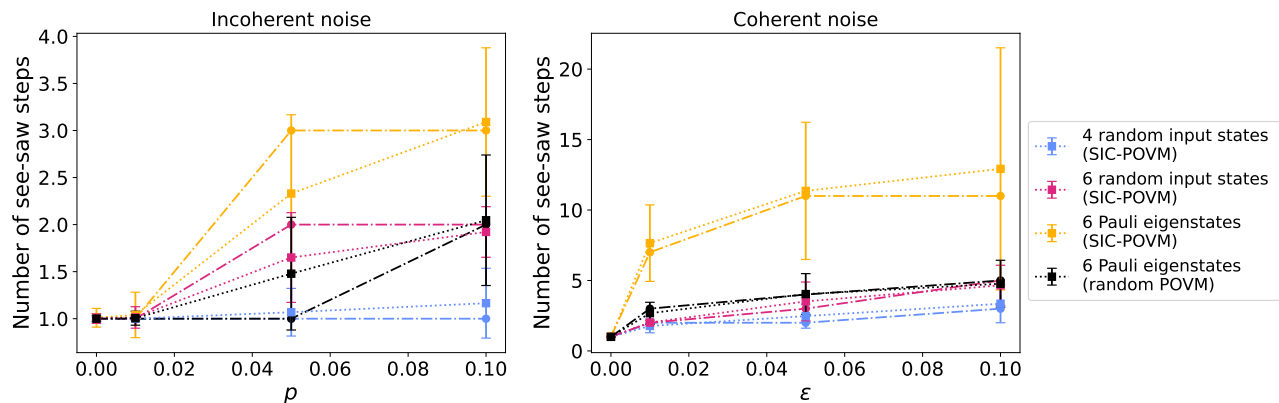 Incoherent noise
Number of see-saw steps
4.0
3.5
3.0
2.5
2.0
1.5
1.0
0.00
0.02
0.04
0.06
0.08
0.10
p
Coherent noise
Number of see-saw steps
20
15
10
5
0
0.00
0.02
0.04
0.06
0.08
0.10
ε
4 random input states
(SIC-POVM)
6 random input states
(SIC-POVM)
6 Pauli eigenstates
(SIC-POVM)
6 Pauli eigenstates
(random POVM)